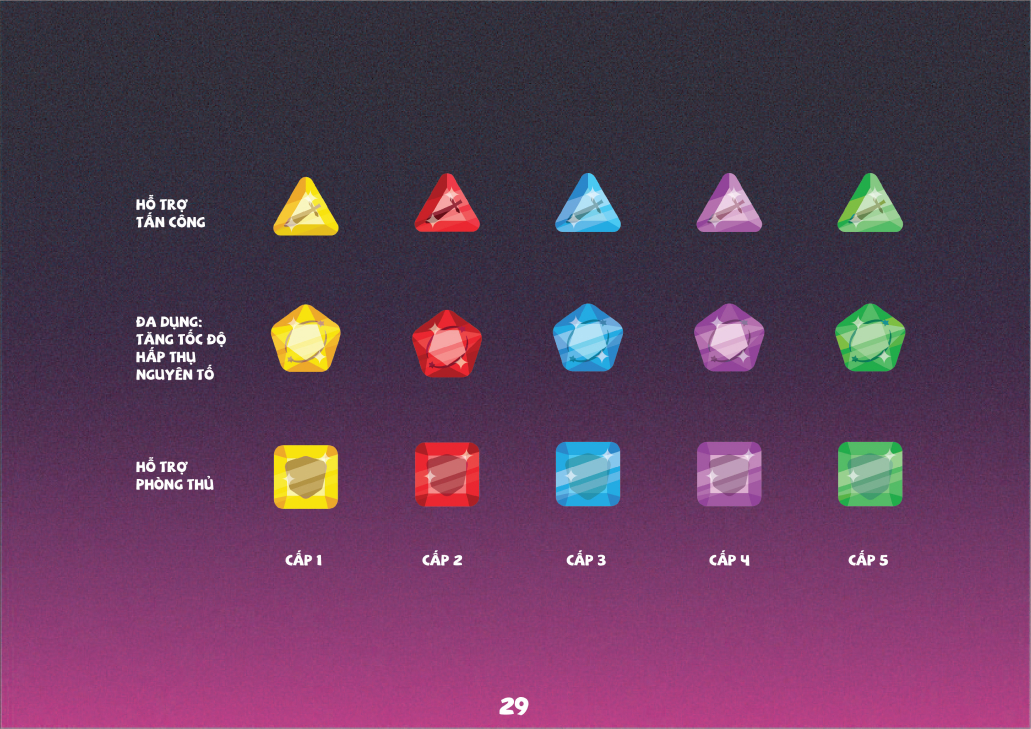 HỖ TRỢ
TẤN CÔNG
ĐA DỤNG:
TĂNG TỐC ĐỘ
HẤP THỤ
NGUYÊN TỐ
HỖ TRỢ
PHÒNG THỦ
CẤP 1
CẤP 2
CẤP 3
CẤP 4
CẤP 5
29